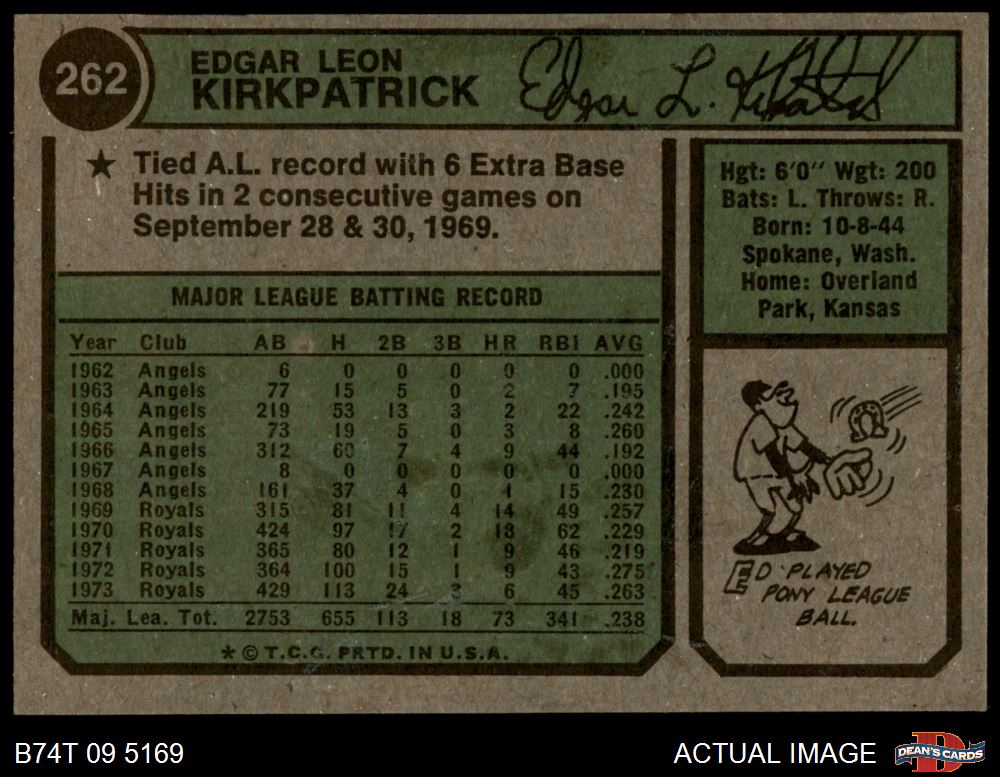 262
EDGAR LEON
KIRKPATRICK
Edgar L. Kirkpatrick
★ Tied A.L. record with 6 Extra Base
Hits in 2 consecutive games on
September 28 & 30, 1969.
MAJOR LEAGUE BATTING RECORD
Year Club AB H 2B 3B HR RBI AVG
1962 Angels 6 0 0 0 0 0 .000
1963 Angels 77 15 5 0 2 7 .195
1964 Angels 219 53 13 3 2 22 .242
1965 Angels 73 19 5 0 3 8 .260
1966 Angels 312 60 7 4 9 44 .192
1967 Angels 8 0 0 0 0 0 .000
1968 Angels 161 37 4 0 1 15 .230
1969 Royals 315 81 11 4 14 49 .257
1970 Royals 424 97 17 2 18 62 .229
1971 Royals 365 80 12 1 9 46 .219
1972 Royals 364 100 15 1 9 43 .275
1973 Royals 429 113 24 3 6 45 .263
Maj. Lea. Tot. 2753 655 113 18 73 341 .238
* © T.C.G. PRTD. IN U.S.A.
Hgt: 6'0" Wgt: 200
Bats: L. Throws: R.
Born: 10-8-44
Spokane, Wash.
Home: Overland
Park, Kansas
ED PLAYED
PONY LEAGUE
BALL.
B74T 09 5169
ACTUAL IMAGE
DEAN'S CARDS